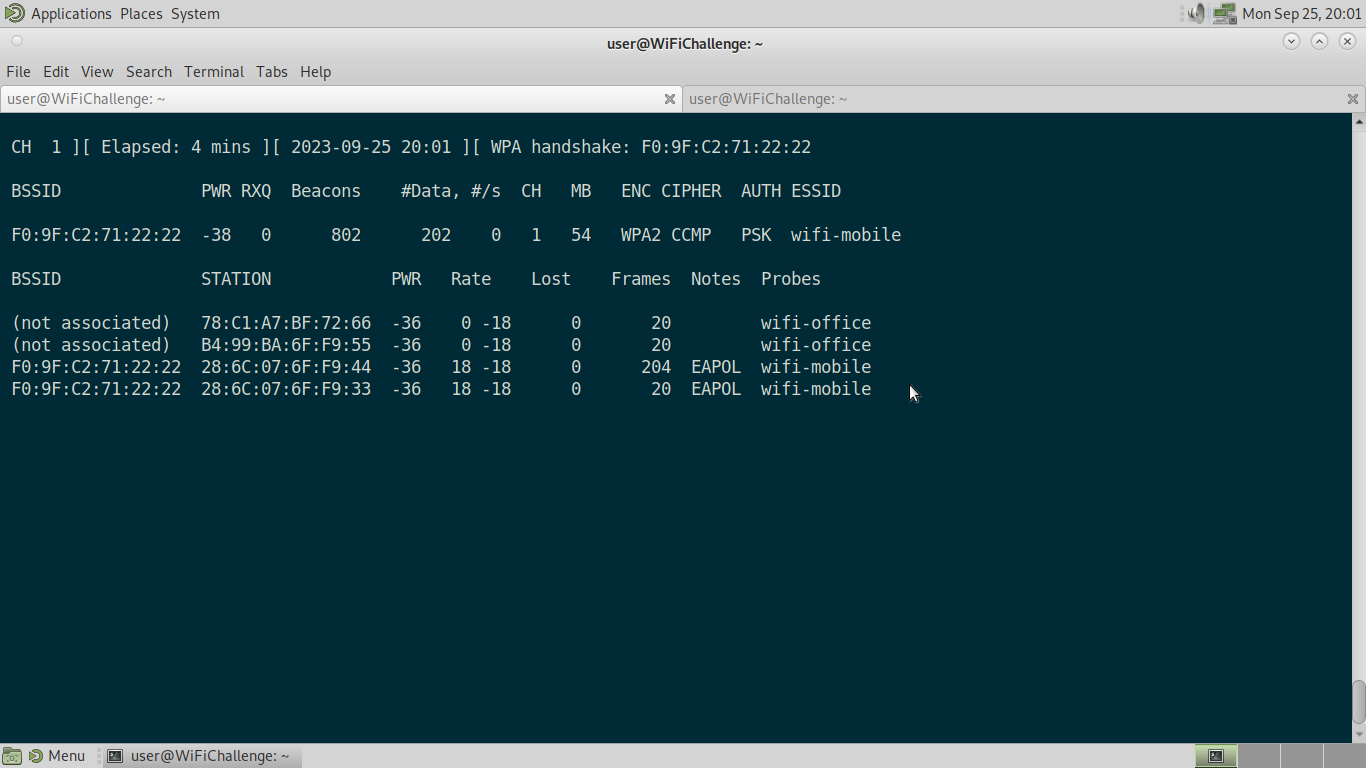 Applications Places System Mon Sep 25, 20:01
user@WiFiChallenge: ~
File Edit View Search Terminal Tabs Help
user@WiFiChallenge: ~ user@WiFiChallenge: ~
CH  1 ][ Elapsed: 4 mins ][ 2023-09-25 20:01 ][ WPA handshake: F0:9F:C2:71:22:22
BSSID              PWR RXQ  Beacons    #Data, #/s  CH   MB   ENC CIPHER  AUTH ESSID
F0:9F:C2:71:22:22  -38   0      802      202    0   1   54   WPA2 CCMP   PSK  wifi-mobile
BSSID              STATION            PWR   Rate    Lost    Frames  Notes  Probes
(not associated)   78:C1:A7:BF:72:66  -36    0 -18      0       20         wifi-office
(not associated)   B4:99:BA:6F:F9:55  -36    0 -18      0       20         wifi-office
F0:9F:C2:71:22:22  28:6C:07:6F:F9:44  -36   18 -18      0      204  EAPOL  wifi-mobile
F0:9F:C2:71:22:22  28:6C:07:6F:F9:33  -36   18 -18      0       20  EAPOL  wifi-mobile
Menu user@WiFiChallenge: ~